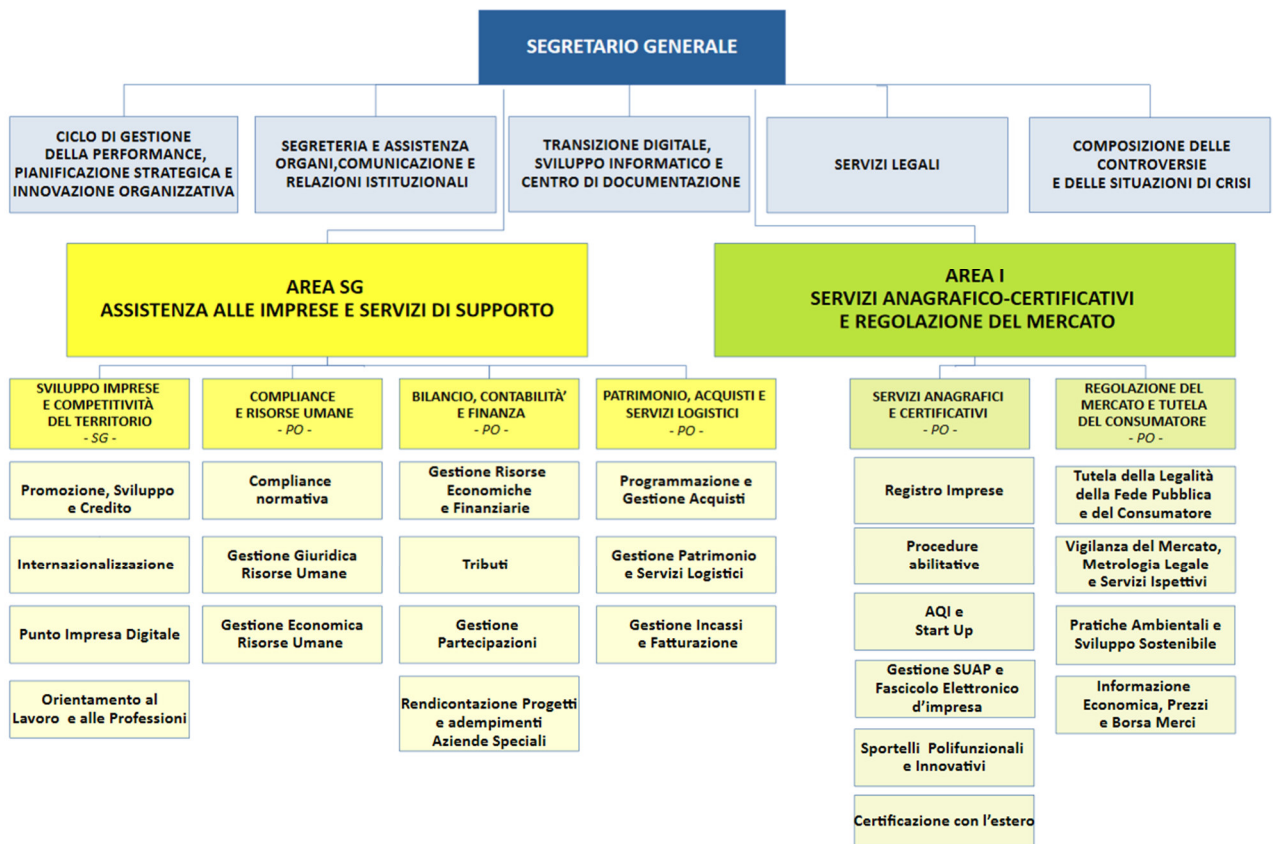 SEGRETARIO GENERALE
CICLO DI GESTIONE
DELLA PERFORMANCE,
PIANIFICAZIONE STRATEGICA E
INNOVAZIONE ORGANIZZATIVA
SEGRETERIA E ASSISTENZA
ORGANI,COMUNICAZIONE E
RELAZIONI ISTITUZIONALI
TRANSIZIONE DIGITALE,
SVILUPPO INFORMATICO E
CENTRO DI DOCUMENTAZIONE
SERVIZI LEGALI
COMPOSIZIONE DELLE
CONTROVERSIE
E DELLE SITUAZIONI DI CRISI
AREA SG
ASSISTENZA ALLE IMPRESE E SERVIZI DI SUPPORTO
AREA I
SERVIZI ANAGRAFICO-CERTIFICATIVI
E REGOLAZIONE DEL MERCATO
SVILUPPO IMPRESE
E COMPETITIVITÀ
DEL TERRITORIO
- SG -
Promozione, Sviluppo
e Credito
Internazionalizzazione
Punto Impresa Digitale
Orientamento al
Lavoro e alle Professioni
COMPLIANCE
E RISORSE UMANE
- PO -
Compliance
normativa
Gestione Giuridica
Risorse Umane
Gestione Economica
Risorse Umane
BILANCIO, CONTABILITÀ’
E FINANZA
- PO -
Gestione Risorse
Economiche
e Finanziarie
Tributi
Gestione
Partecipazioni
Rendicontazione Progetti
e adempimenti
Aziende Speciali
PATRIMONIO, ACQUISTI E
SERVIZI LOGISTICI
- PO -
Programmazione e
Gestione Acquisti
Gestione Patrimonio
e Servizi Logistici
Gestione Incassi
e Fatturazione
SERVIZI ANAGRAFICI
E CERTIFICATIVI
- PO -
Registro Imprese
Procedure
abilitative
AQI e
Start Up
Gestione SUAP e
Fascicolo Elettronico
d’impresa
Sportelli Polifunzionali
e Innovativi
Certificazione con l’estero
REGOLAZIONE DEL
MERCATO E TUTELA
DEL CONSUMATORE
- PO -
Tutela della Legalità
della Fede Pubblica
e del Consumatore
Vigilanza del Mercato,
Metrologia Legale
e Servizi Ispettivi
Pratiche Ambientali e
Sviluppo Sostenibile
Informazione
Economica, Prezzi
e Borsa Merci